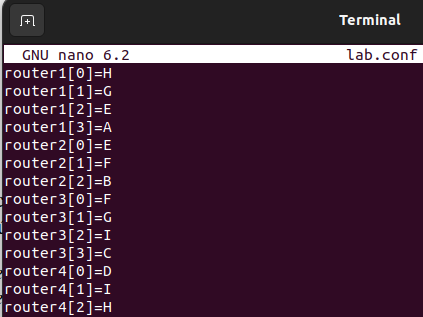 Terminal
GNU nano 6.2 lab.conf
router1[0]=H
router1[1]=G
router1[2]=E
router1[3]=A
router2[0]=E
router2[1]=F
router2[2]=B
router3[0]=F
router3[1]=G
router3[2]=I
router3[3]=C
router4[0]=D
router4[1]=I
router4[2]=H